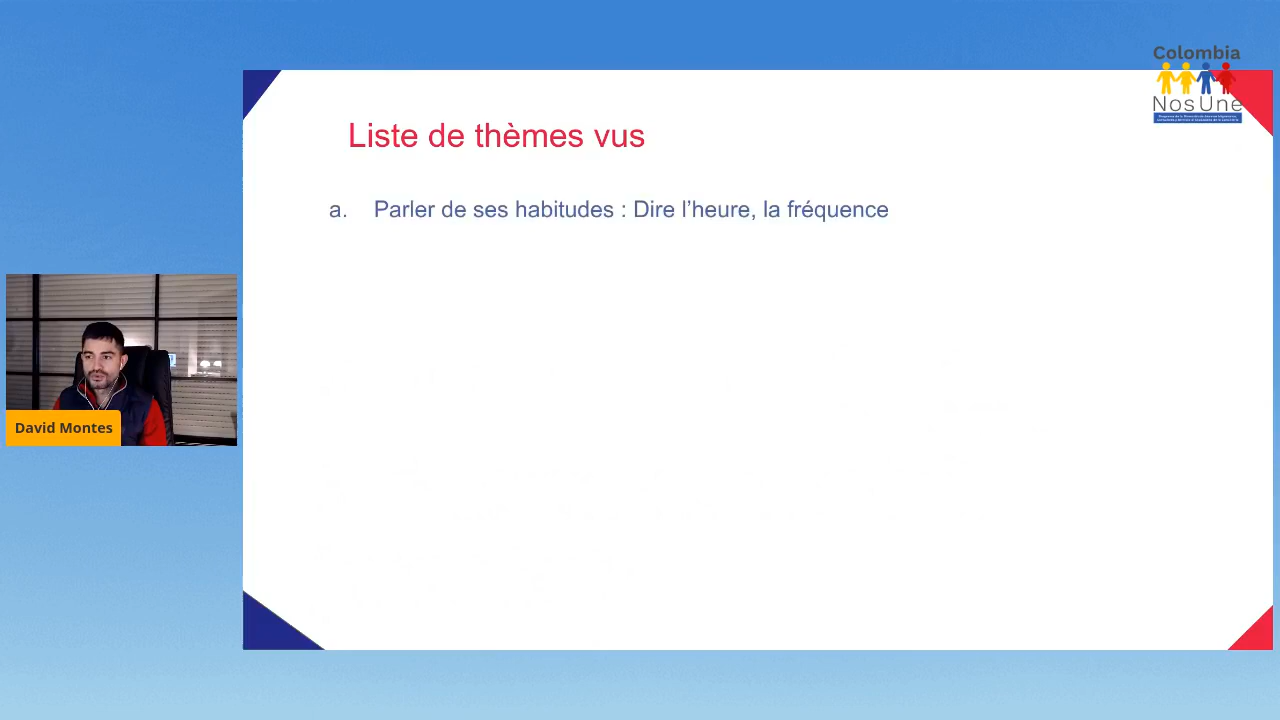 Colombia
NosUne
Liste de thèmes vus
a. Parler de ses habitudes : Dire l'heure, la fréquence
David Montes